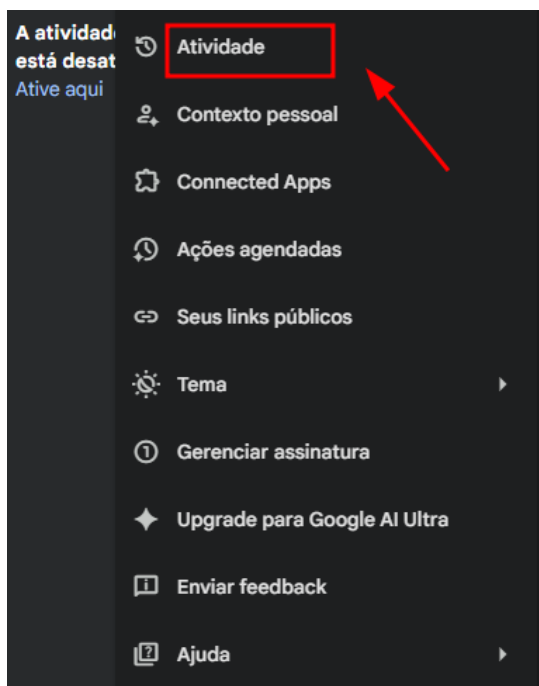 A atividad
está desat
Ative aqui
Atividade
Contexto pessoal
Connected Apps
Ações agendadas
Seus links públicos
Tema
Gerenciar assinatura
Upgrade para Google AI Ultra
Enviar feedback
Ajuda